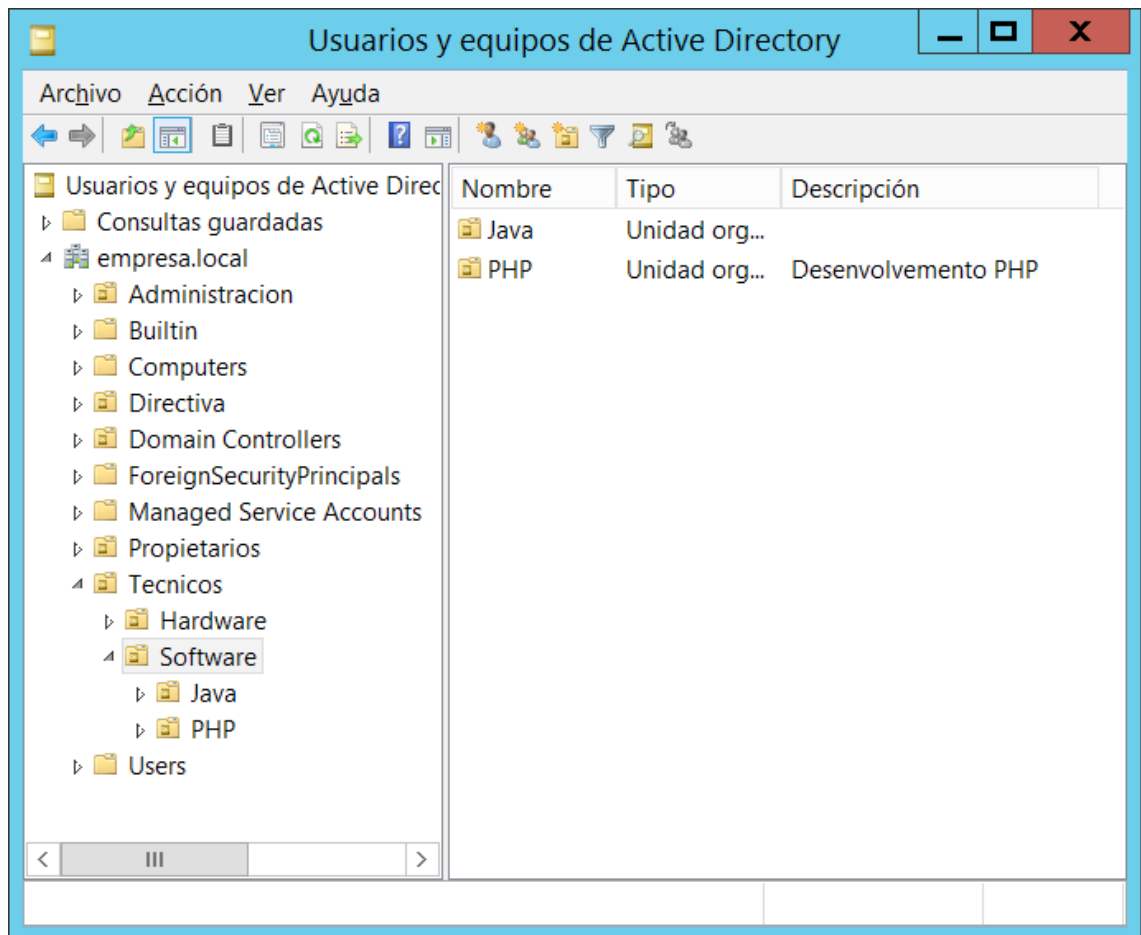 Usuarios y equipos de Active Directory
Archivo Acción Ver Ayuda
Usuarios y equipos de Active Direc
Consultas guardadas
empresa.local
Administracion
Builtin
Computers
Directiva
Domain Controllers
ForeignSecurityPrincipals
Managed Service Accounts
Propietarios
Tecnicos
Hardware
Software
Java
PHP
Users
Nombre Tipo Descripción
Java Unidad org...
PHP Unidad org... Desenvolvemento PHP